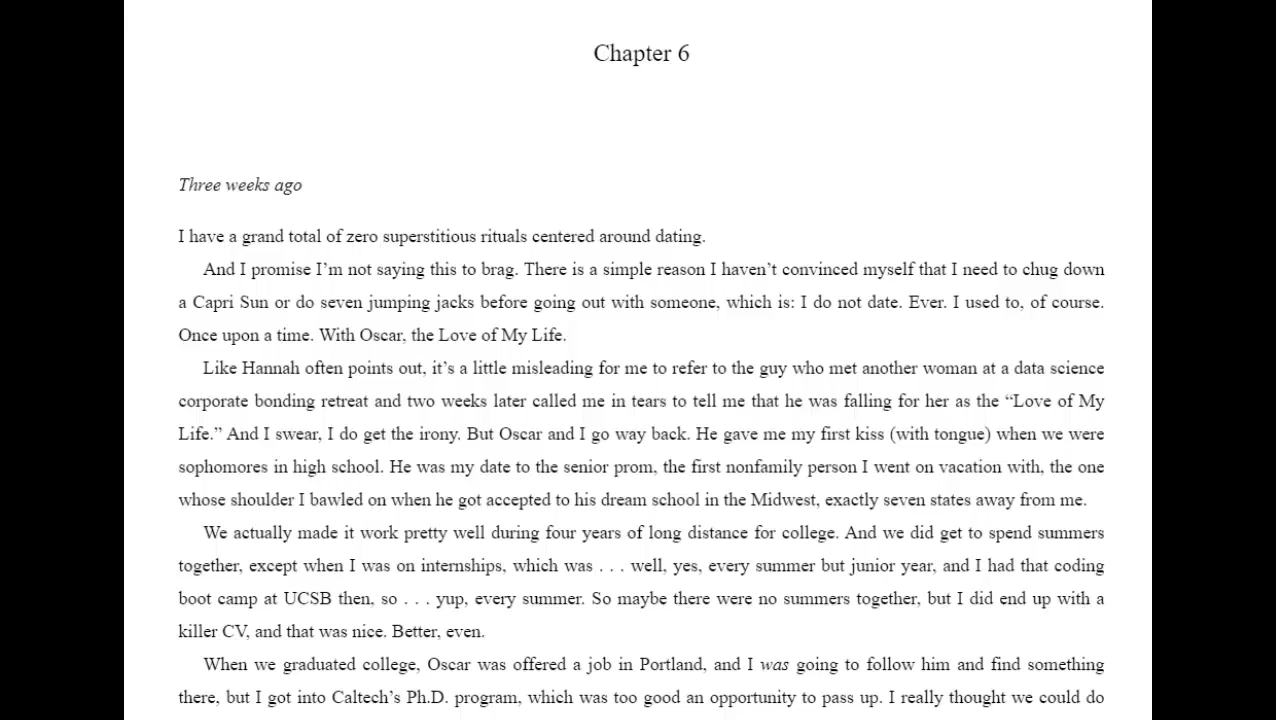 Chapter 6
Three weeks ago
I have a grand total of zero superstitious rituals centered around dating.
And I promise I’m not saying this to brag. There is a simple reason I haven’t convinced myself that I need to chug down
a Capri Sun or do seven jumping jacks before going out with someone, which is: I do not date. Ever. I used to, of course.
Once upon a time. With Oscar, the Love of My Life.
Like Hannah often points out, it’s a little misleading for me to refer to the guy who met another woman at a data science
corporate bonding retreat and two weeks later called me in tears to tell me that he was falling for her as the “Love of My
Life.” And I swear, I do get the irony. But Oscar and I go way back. He gave me my first kiss (with tongue) when we were
sophomores in high school. He was my date to the senior prom, the first nonfamily person I went on vacation with, the one
whose shoulder I bawled on when he got accepted to his dream school in the Midwest, exactly seven states away from me.
We actually made it work pretty well during four years of long distance for college. And we did get to spend summers
together, except when I was on internships, which was . . . well, yes, every summer but junior year, and I had that coding
boot camp at UCSB then, so . . . yup, every summer. So maybe there were no summers together, but I did end up with a
killer CV, and that was nice. Better, even.
When we graduated college, Oscar was offered a job in Portland, and I was going to follow him and find something
there, but I got into Caltech’s Ph.D. program, which was too good an opportunity to pass up. I really thought we could do